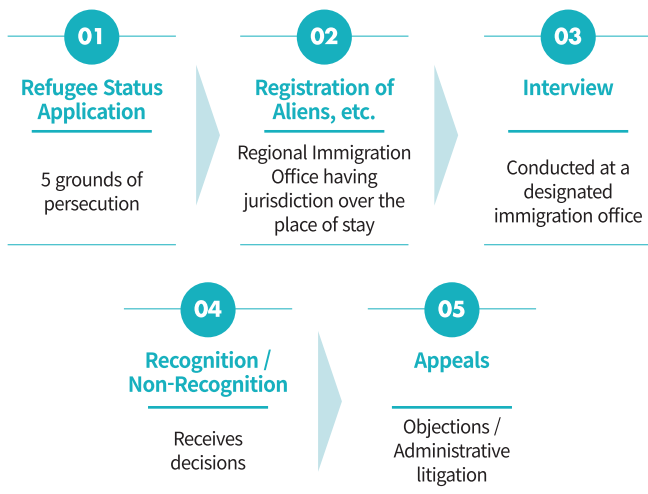 01
Refugee Status
Application
5 grounds of
persecution
02
Registration of
Aliens, etc.
Regional Immigration
Office having
jurisdiction over the
place of stay
03
Interview
Conducted at a
designated
immigration office
04
Recognition /
Non-Recognition
Receives
decisions
05
Appeals
Objections /
Administrative
litigation